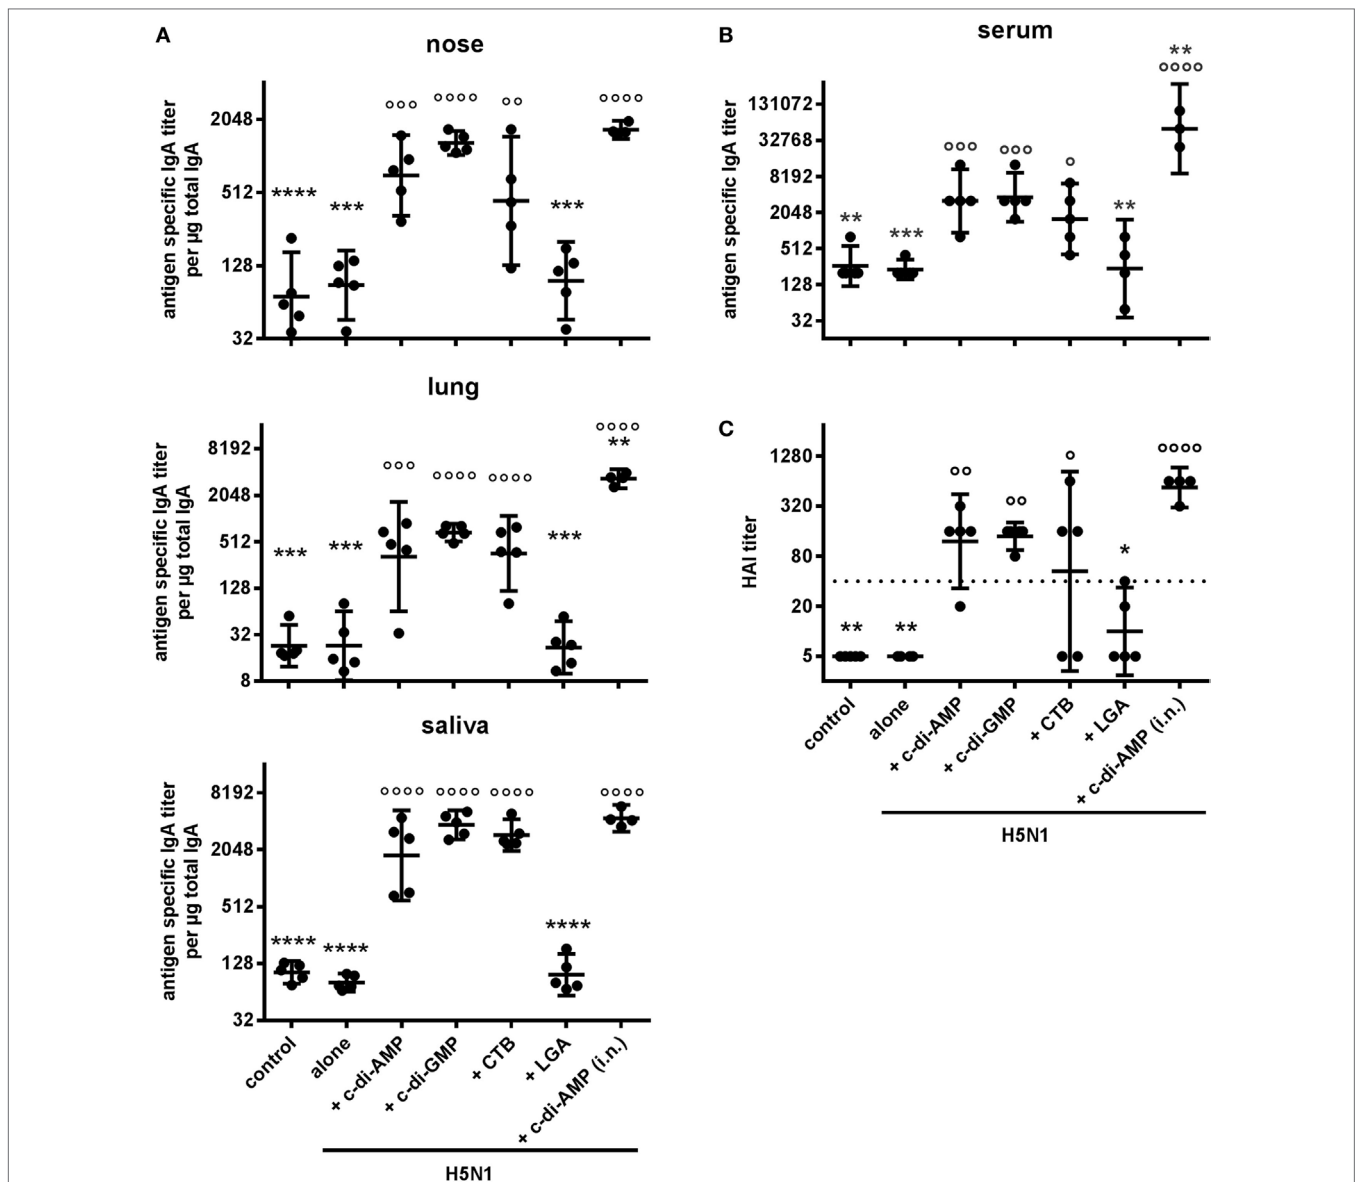 A
nose
antigen specific IgA titer
per µg total IgA
2048
512
128
32
****
***
°°°
°°°°
°°
***
°°°°
lung
antigen specific IgA titer
per µg total IgA
8192
2048
512
128
32
8
***
***
°°°
°°°°
°°°°
***
°°°°
**
saliva
antigen specific IgA titer
per µg total IgA
8192
2048
512
128
32
****
****
°°°°
°°°°
°°°°
****
°°°°
control
alone
+ c-di-AMP
+ c-di-GMP
+ CTB
+ LGA
+ c-di-AMP (i.n.)
H5N1
B
serum
antigen specific IgA titer
131072
32768
8192
2048
512
128
32
**
***
°°°
°°°
°
**
**
°°°°
C
HAI titer
1280
320
80
20
5
**
**
°°
°°
°
*
°°°°
control
alone
+ c-di-AMP
+ c-di-GMP
+ CTB
+ LGA
+ c-di-AMP (i.n.)
H5N1